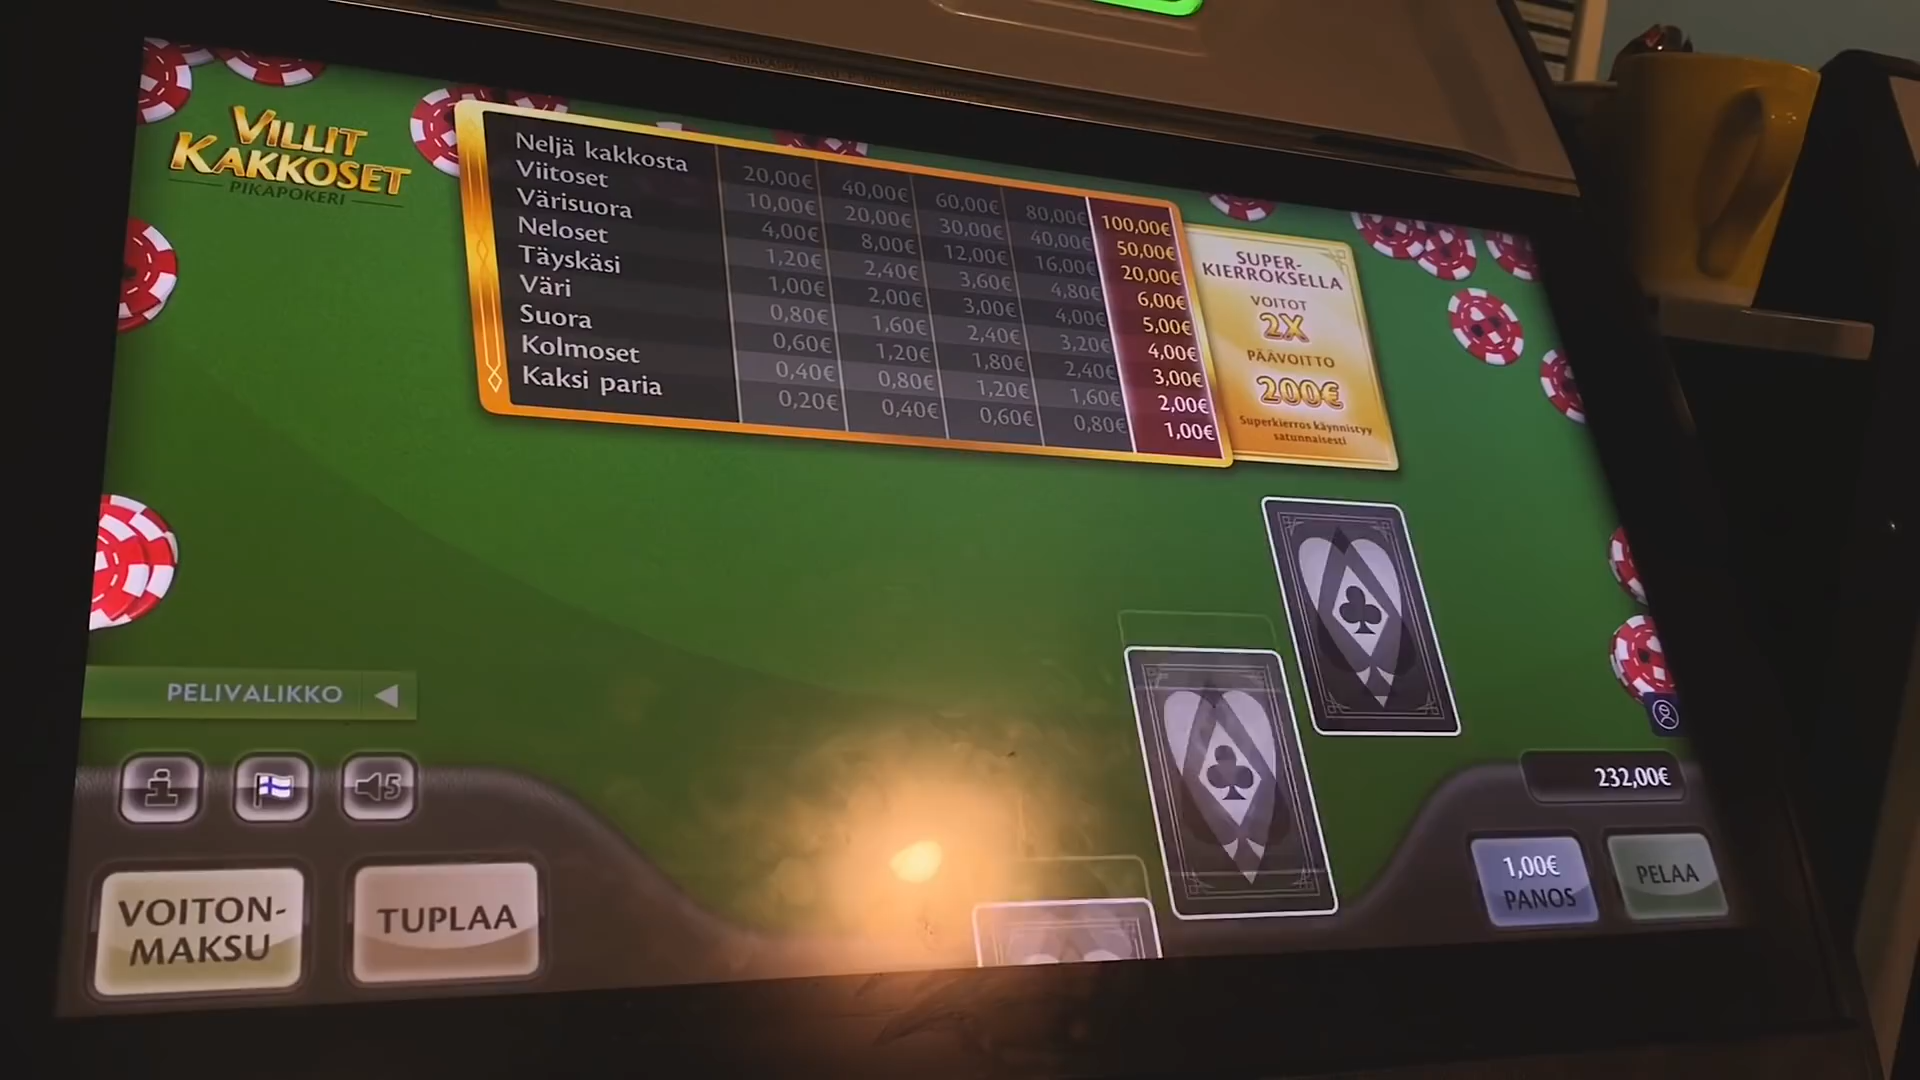 VILLIT
KAKKOSET
PIKAPOKERI
Neljä kakkosta 20,00€ 40,00€ 60,00€ 80,00€ 100,00€
Viitoset 10,00€ 20,00€ 30,00€ 40,00€ 50,00€
Värisuora 4,00€ 8,00€ 12,00€ 16,00€ 20,00€
Neloset 1,20€ 2,40€ 3,60€ 4,80€ 6,00€
Täyskäsi 1,00€ 2,00€ 3,00€ 4,00€ 5,00€
Väri 0,80€ 1,60€ 2,40€ 3,20€ 4,00€
Suora 0,60€ 1,20€ 1,80€ 2,40€ 3,00€
Kolmoset 0,40€ 0,80€ 1,20€ 1,60€ 2,00€
Kaksi paria 0,20€ 0,40€ 0,60€ 0,80€ 1,00€
SUPER-
KIERROKSELLA
VOITOT
2X
PÄÄVOITTO
200€
Superkierros käynnistyy
satunnaisesti
PELIVALIKKO
5
232,00€
VOITON-
MAKSU
TUPLAA
1,00€
PANOS
PELAA